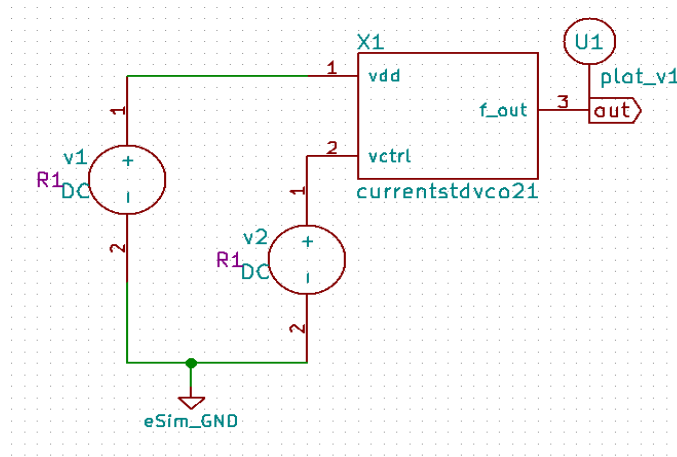 X1
U1
plot_v1
1
vdd
f_out
3
out
2
vctrl
currentstdvco21
1
v1
R1
DC
2
1
v2
R1
DC
2
eSim_GND